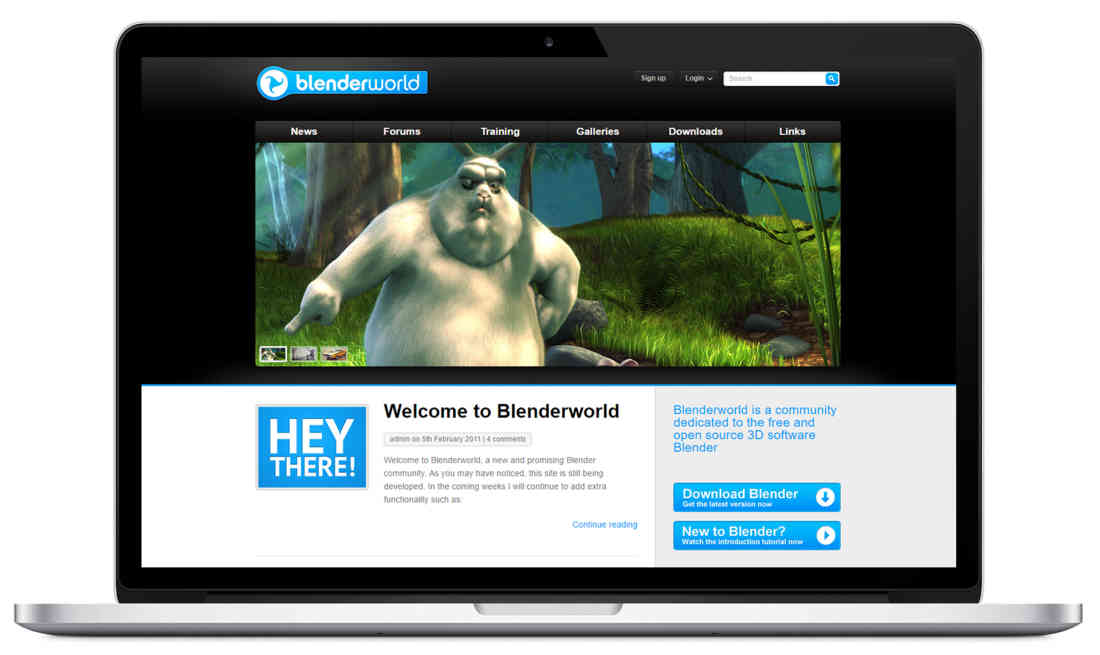 blenderworld
Sign up
Login
Search
News
Forums
Training
Galleries
Downloads
Links
HEY
THERE!
Welcome to Blenderworld
admin on 5th February 2011 | 4 comments
Welcome to Blenderworld, a new and promising Blender
community. As you may have noticed, this site is still being
developed. In the coming weeks I will continue to add extra
functionality such as:
Continue reading
Blenderworld is a community
dedicated to the free and
open source 3D software
Blender
Download Blender
Get the latest version now
New to Blender?
Watch the introduction tutorial now